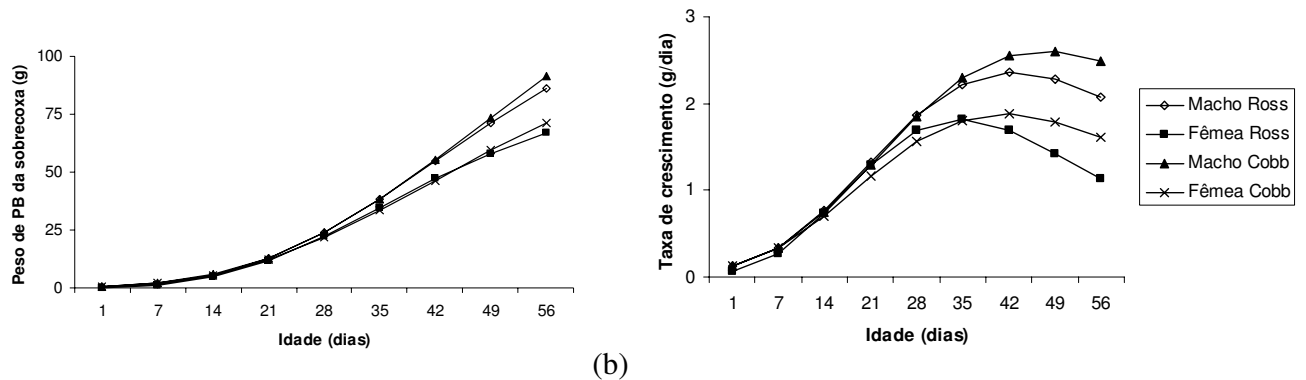 Peso de PB da sobrecoxa (g)
100
75
50
25
0
1 7 14 21 28 35 42 49 56
Idade (dias)
(b)
Taxa de crescimento (g/dia)
3
2
1
0
1 7 14 21 28 35 42 49 56
Idade (dias)
Macho Ross
Fêmea Ross
Macho Cobb
Fêmea Cobb